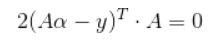 2(Aα − y)ᵀ · A = 0